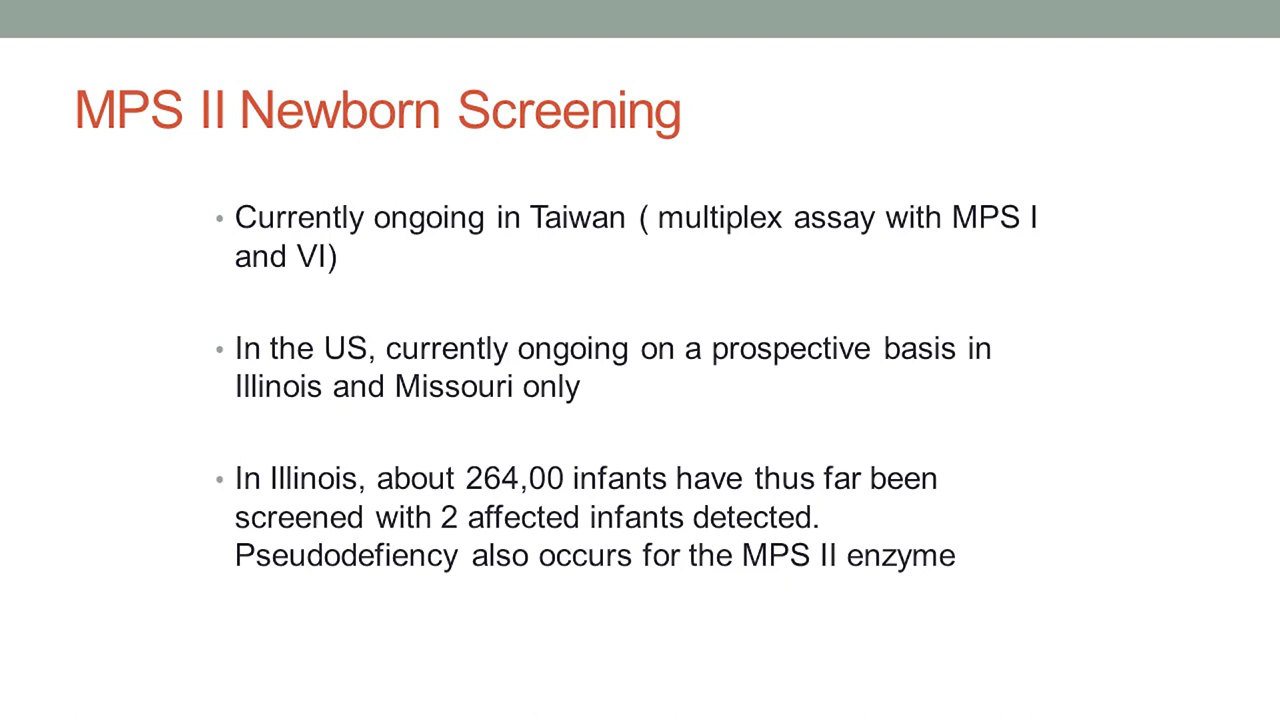 MPS II Newborn Screening
• Currently ongoing in Taiwan ( multiplex assay with MPS I
and VI)
• In the US, currently ongoing on a prospective basis in
Illinois and Missouri only
• In Illinois, about 264,00 infants have thus far been
screened with 2 affected infants detected.
Pseudodefiency also occurs for the MPS II enzyme